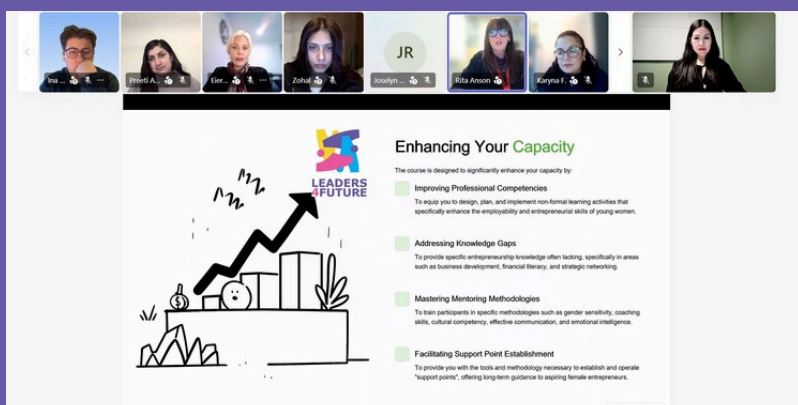 Ina ...
Preeti A...
Eier...
Zohal
JR
Joselyn ...
Rita Anson
Karyna F.
LEADERS
4FUTURE
Enhancing Your Capacity
The course is designed to significantly enhance your capacity by:
Improving Professional Competencies
To equip you to design, plan, and implement non-formal learning activities that
specifically enhance the employability and entrepreneurial skills of young women.
Addressing Knowledge Gaps
To provide specific entrepreneurship knowledge often lacking, specifically in areas
such as business development, financial literacy, and strategic networking.
Mastering Mentoring Methodologies
To train participants in specific methodologies such as gender sensitivity, coaching
skills, cultural competency, effective communication, and emotional intelligence.
Facilitating Support Point Establishment
To provide you with the tools and methodology necessary to establish and operate
"support points", offering long-term guidance to aspiring female entrepreneurs.
$